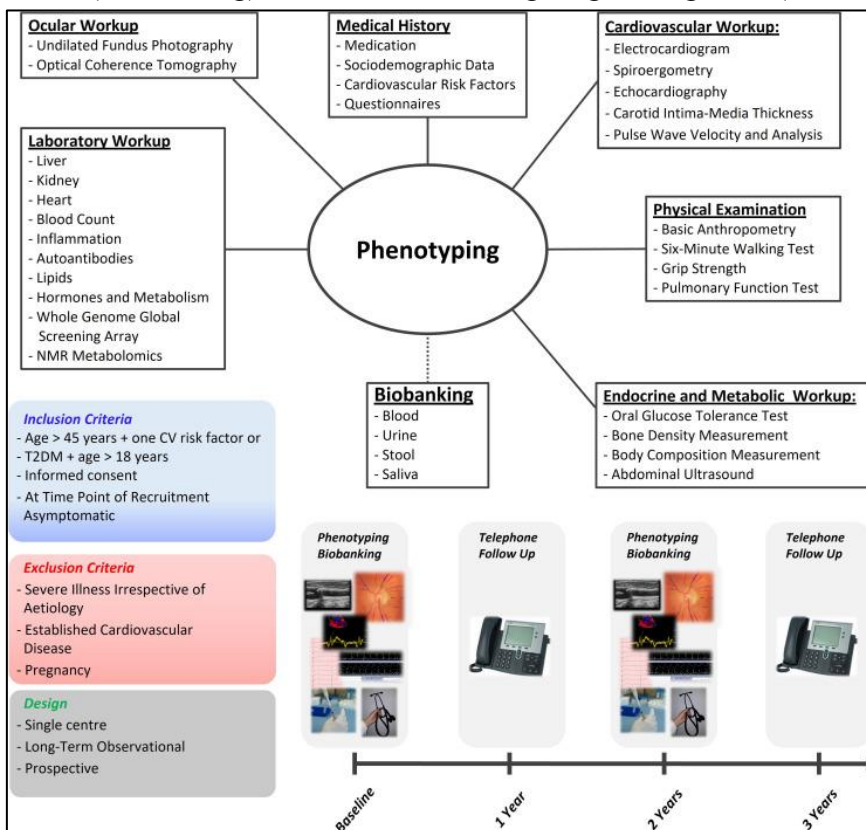 Ocular Workup
- Undilated Fundus Photography
- Optical Coherence Tomography
Medical History
- Medication
- Sociodemographic Data
- Cardiovascular Risk Factors
- Questionnaires
Cardiovascular Workup:
- Electrocardiogram
- Spiroergometry
- Echocardiography
- Carotid Intima-Media Thickness
- Pulse Wave Velocity and Analysis
Laboratory Workup
- Liver
- Kidney
- Heart
- Blood Count
- Inflammation
- Autoantibodies
- Lipids
- Hormones and Metabolism
- Whole Genome Global
Screening Array
- NMR Metabolomics
Phenotyping
Physical Examination
- Basic Anthropometry
- Six-Minute Walking Test
- Grip Strength
- Pulmonary Function Test
Biobanking
- Blood
- Urine
- Stool
- Saliva
Endocrine and Metabolic Workup:
- Oral Glucose Tolerance Test
- Bone Density Measurement
- Body Composition Measurement
- Abdominal Ultrasound
Inclusion Criteria
- Age > 45 years + one CV risk factor or
- T2DM + age > 18 years
- Informed consent
- At Time Point of Recruitment
Asymptomatic
Exclusion Criteria
- Severe Illness Irrespective of
Aetiology
- Established Cardiovascular
Disease
- Pregnancy
Design
- Single centre
- Long-Term Observational
- Prospective
Phenotyping
Biobanking
Telephone
Follow Up
Phenotyping
Biobanking
Telephone
Follow Up
Baseline
1 Year
2 Years
3 Years